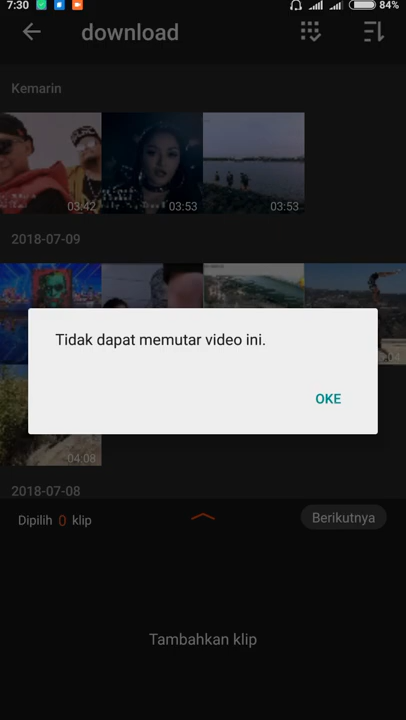 7:30
84%
download
Kemarin
03:42
03:53
03:53
2018-07-09
Tidak dapat memutar video ini.
OKE
04:08
2018-07-08
Dipilih 0 klip
Berikutnya
Tambahkan klip